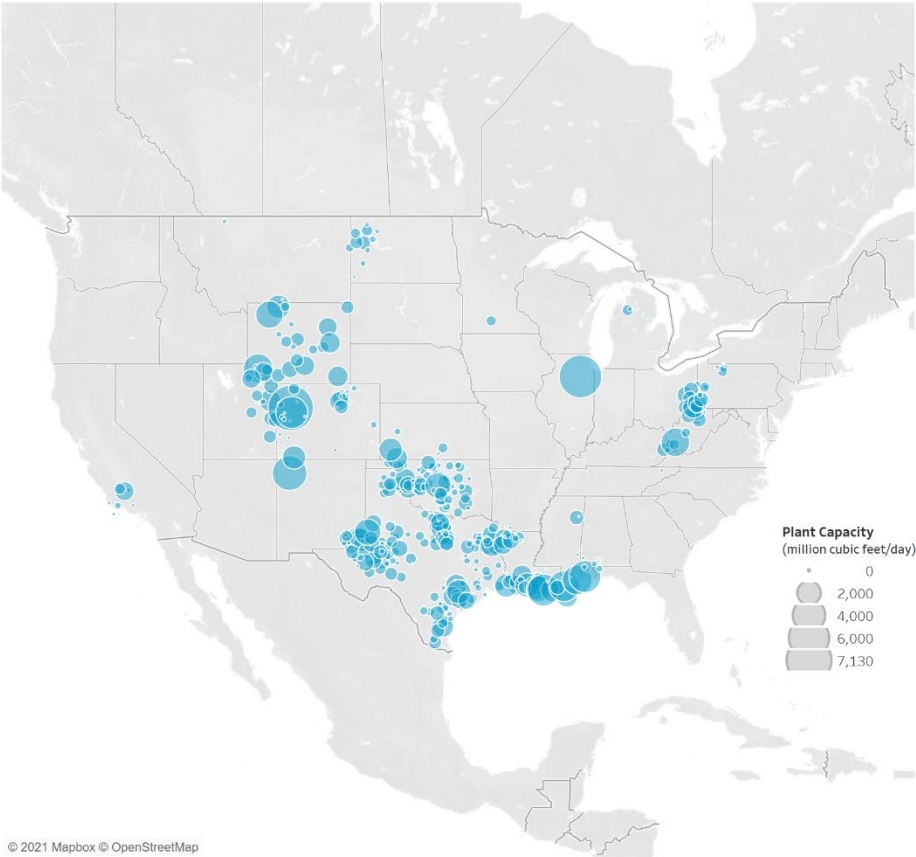 Plant Capacity
(million cubic feet/day)
0
2,000
4,000
6,000
7,130
© 2021 Mapbox © OpenStreetMap